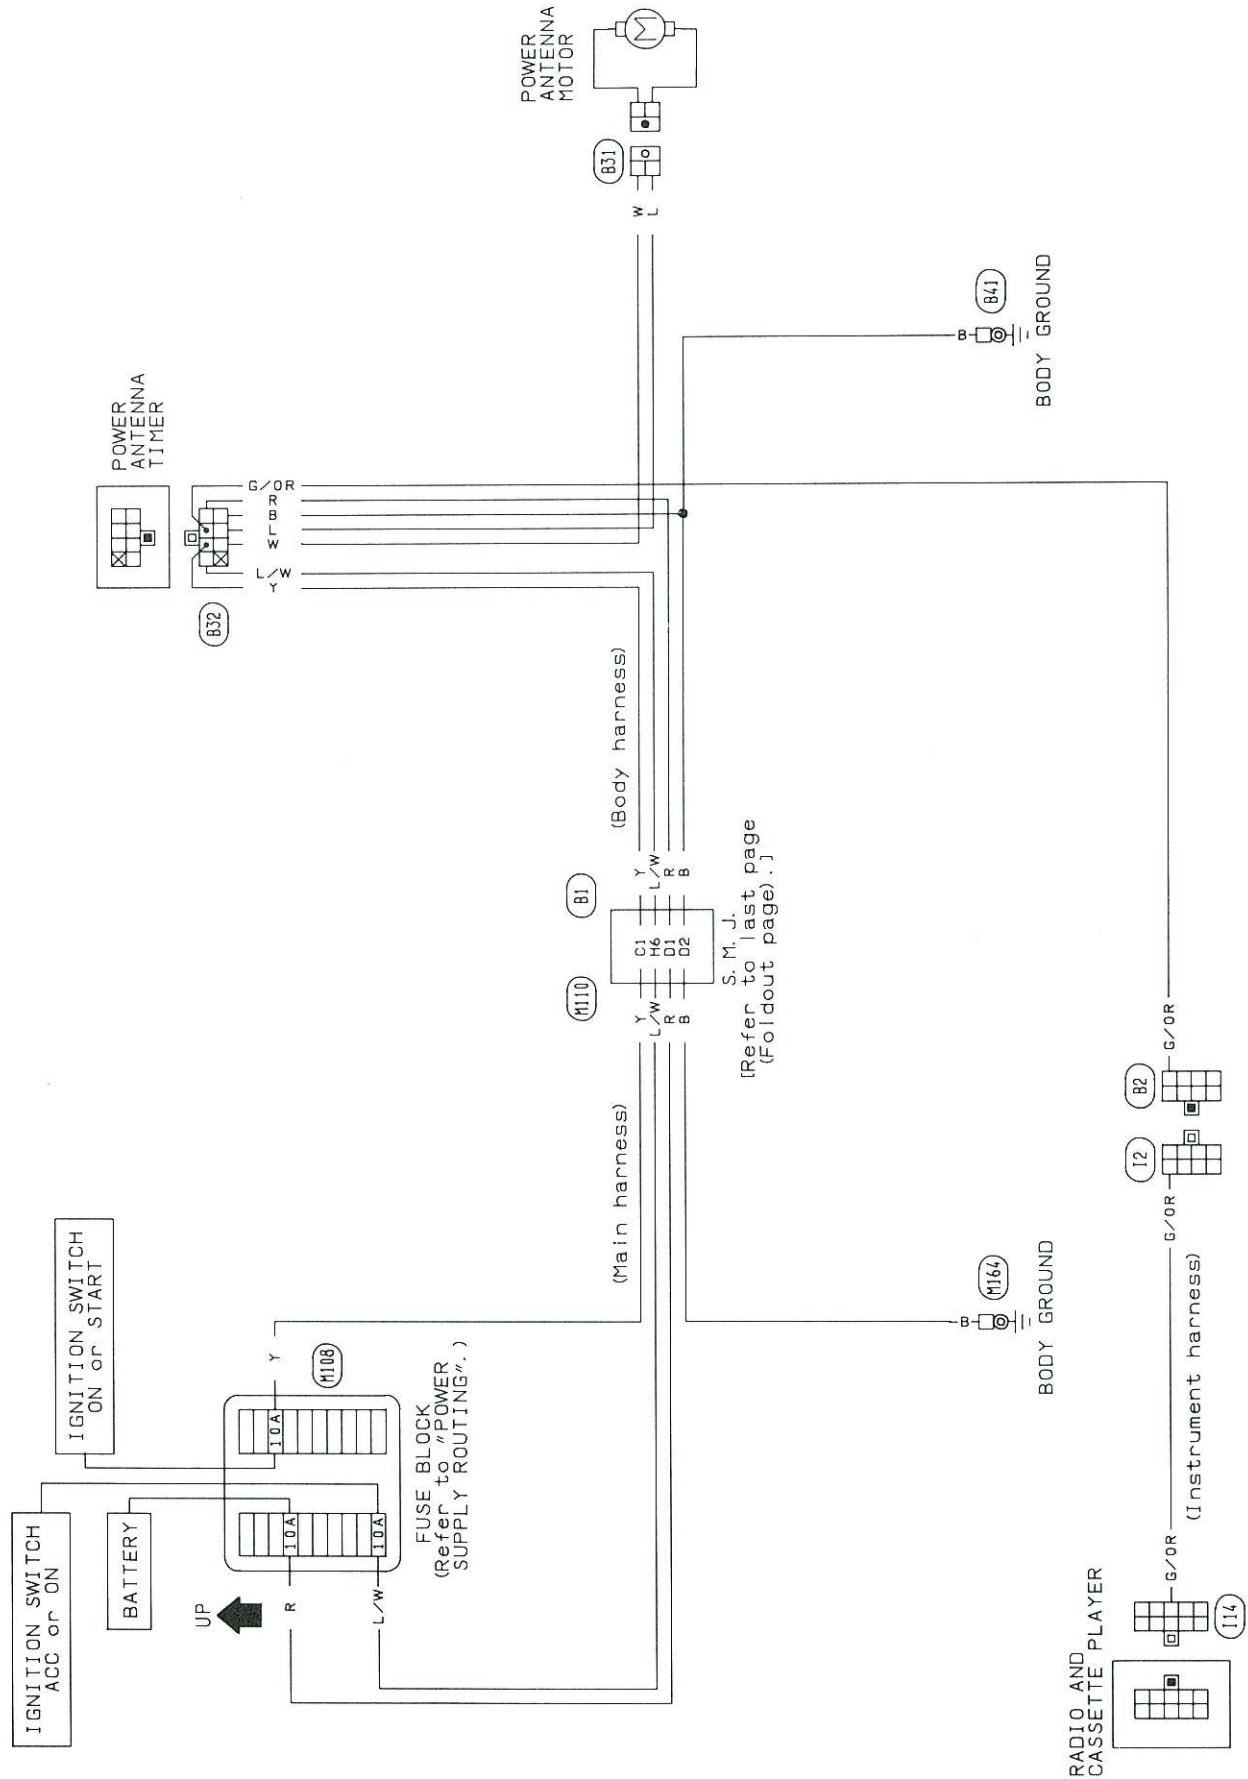 IGNITION SWITCH
ACC or ON
BATTERY
IGNITION SWITCH
ON or START
UP
10A
10A
10A
R
L/W
Y
M108
FUSE BLOCK
(Refer to "POWER
SUPPLY ROUTING".)
(Main harness)
M110
B1
Y
L/W
R
B
C1
H6
D1
D2
Y
L/W
R
B
S. M. J.
[Refer to last page
(Foldout page).]
(Body harness)
B32
POWER
ANTENNA
TIMER
G/OR
R
B
L
W
L/W
Y
POWER
ANTENNA
MOTOR
M
B31
W
L
B
B41
BODY GROUND
B
M164
BODY GROUND
RADIO AND
CASSETTE PLAYER
I14
G/OR
(Instrument harness)
G/OR
I2
B2
G/OR